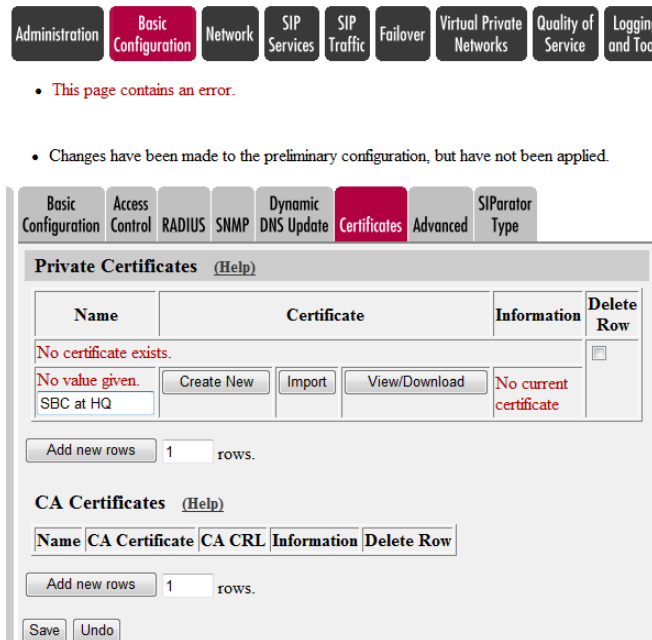 Administration Basic Configuration Network SIP Services SIP Traffic Failover Virtual Private Networks Quality of Service and
This page contains an error.
Changes have been made to the preliminary configuration, but have not been applied.
Basic Configuration Access Control RADIUS SNMP Dynamic DNS Update Certificates Advanced SIParator Type
Private Certificates (Help)
Name Certificate Information Delete Row
No certificate exists.
No value given. Create New Import View/Download No current certificate
SBC at HQ
Add new rows 1 rows.
CA Certificates (Help)
Name CA Certificate CA CRL Information Delete Row
Add new rows 1 rows.
Save Undo